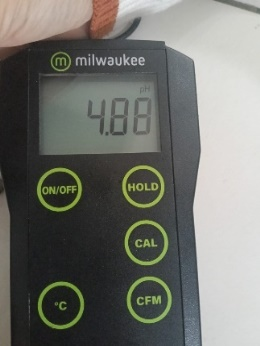 m milwaukee
pH
4.88
ON/OFF HOLD
CAL
°C CFM